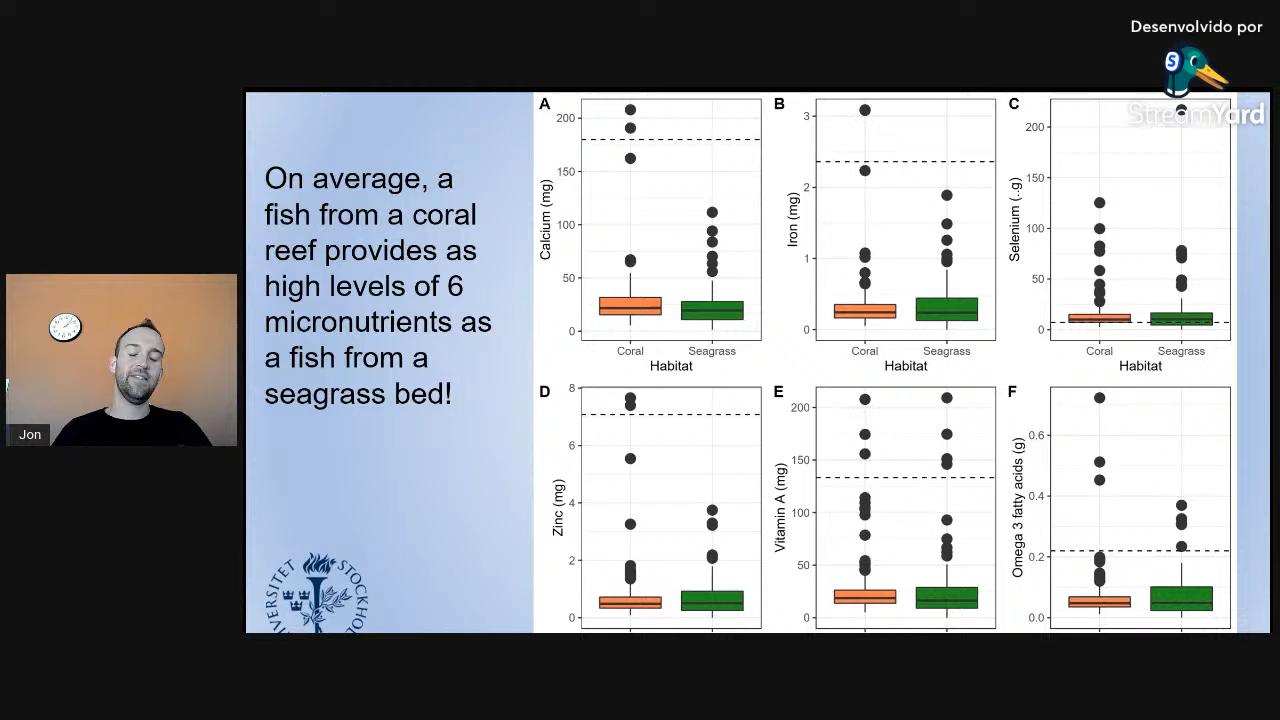 Desenvolvido por
S
StreamYard
On average, a
fish from a coral
reef provides as
high levels of 6
micronutrients as
a fish from a
seagrass bed!
Jon
VERSITET STOCKHOL
A
Calcium (mg)
200
150
100
50
0
Coral Seagrass
Habitat
B
Iron (mg)
3
2
1
0
Coral Seagrass
Habitat
C
Selenium (..g)
200
150
100
50
0
Coral Seagrass
Habitat
D
Zinc (mg)
8
6
4
2
0
E
Vitamin A (mg)
200
150
100
50
0
F
Omega 3 fatty acids (g)
0.6
0.4
0.2
0.0